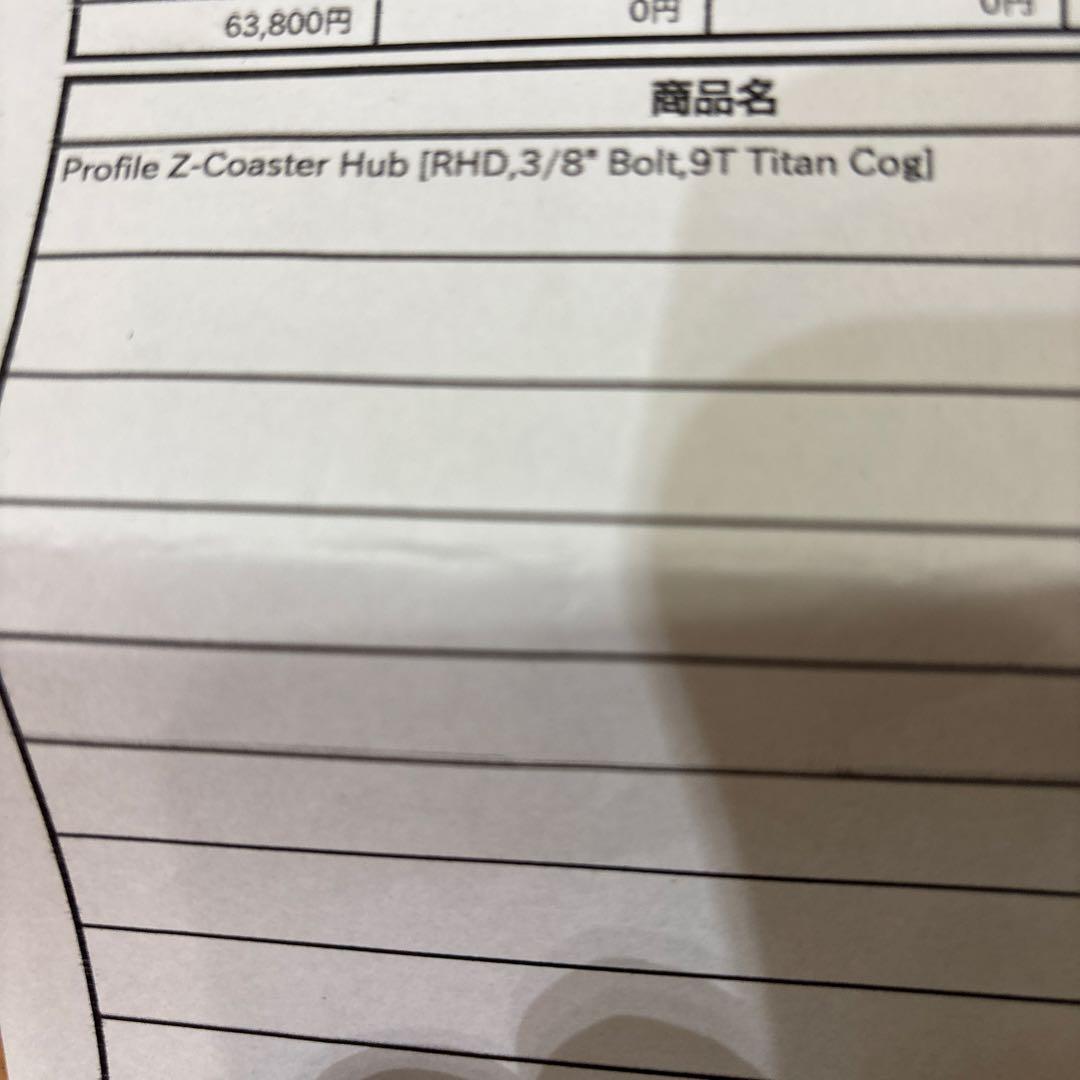 63,800円 0円 0円
商品名
Profile Z-Coaster Hub [RHD,3/8" Bolt,9T Titan Cog]